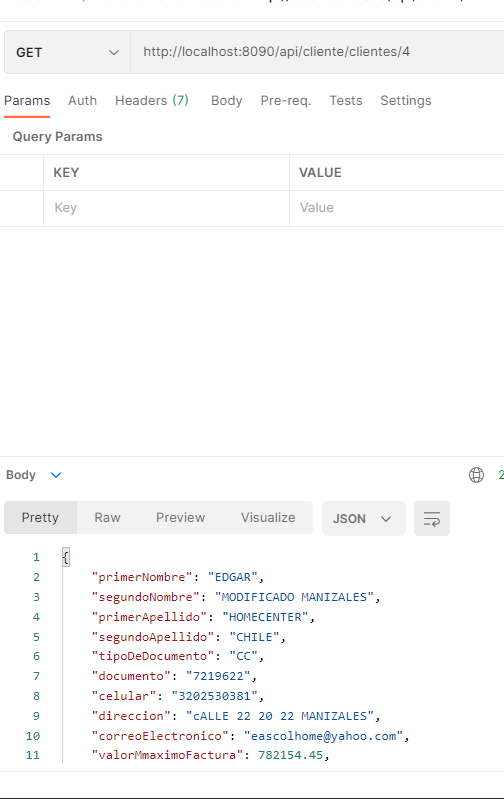 GET http://localhost:8090/api/cliente/clientes/4
Params Auth Headers (7) Body Pre-req. Tests Settings
Query Params
KEY VALUE
Key Value
Body 2
Pretty Raw Preview Visualize JSON
1 {
2 "primerNombre": "EDGAR",
3 "segundoNombre": "MODIFICADO MANIZALES",
4 "primerApellido": "HOMECENTER",
5 "segundoApellido": "CHILE",
6 "tipoDeDocumento": "CC",
7 "documento": "7219622",
8 "celular": "3202530381",
9 "direccion": "cALLE 22 20 22 MANIZALES",
10 "correoElectronico": "eascolhome@yahoo.com",
11 "valorMmaximoFactura": 782154.45,